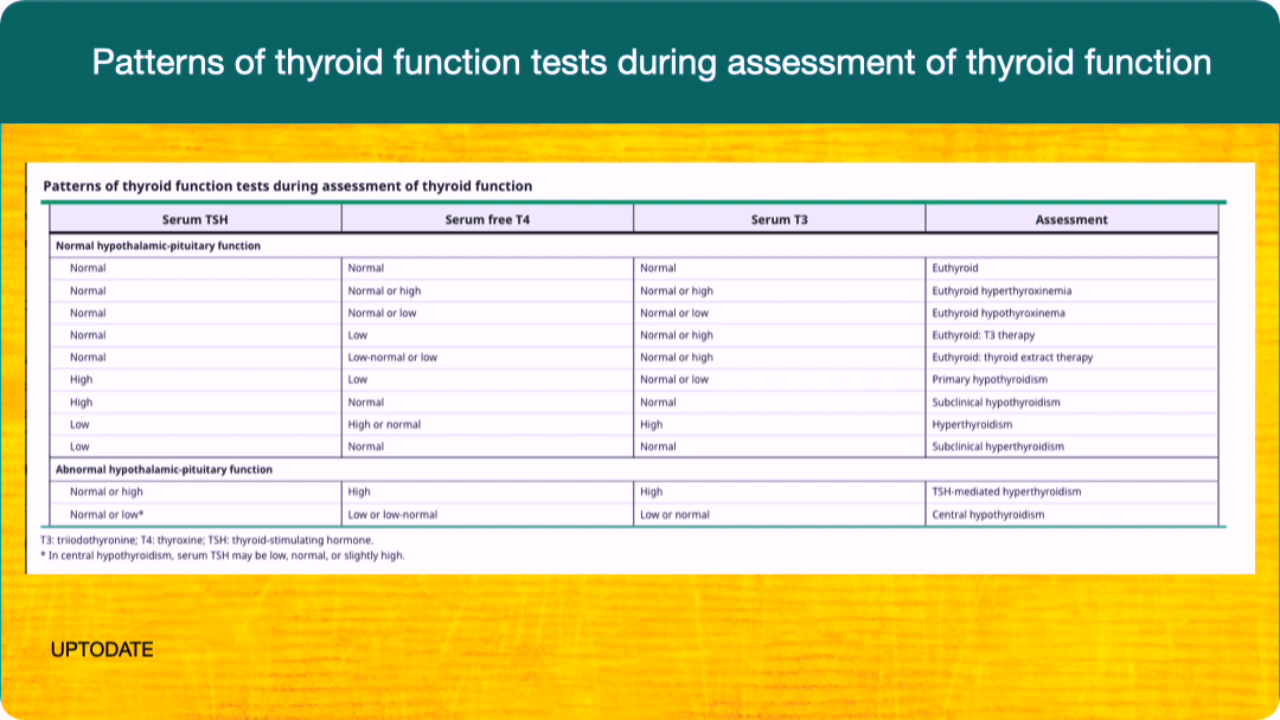 Patterns of thyroid function tests during assessment of thyroid function
Patterns of thyroid function tests during assessment of thyroid function
Serum TSH Serum free T4 Serum T3 Assessment
Normal hypothalamic-pituitary function
Normal Normal Normal Euthyroid
Normal Normal or high Normal or high Euthyroid hyperthyroxinemia
Normal Normal or low Normal or low Euthyroid hypothyroxinema
Normal Low Normal or high Euthyroid: T3 therapy
Normal Low-normal or low Normal or high Euthyroid: thyroid extract therapy
High Low Normal or low Primary hypothyroidism
High Normal Normal Subclinical hypothyroidism
Low High or normal High Hyperthyroidism
Low Normal Normal Subclinical hyperthyroidism
Abnormal hypothalamic-pituitary function
Normal or high High High TSH-mediated hyperthyroidism
Normal or low* Low or low-normal Low or normal Central hypothyroidism
T3: triiodothyronine; T4: thyroxine; TSH: thyroid-stimulating hormone.
* In central hypothyroidism, serum TSH may be low, normal, or slightly high.
UPTODATE